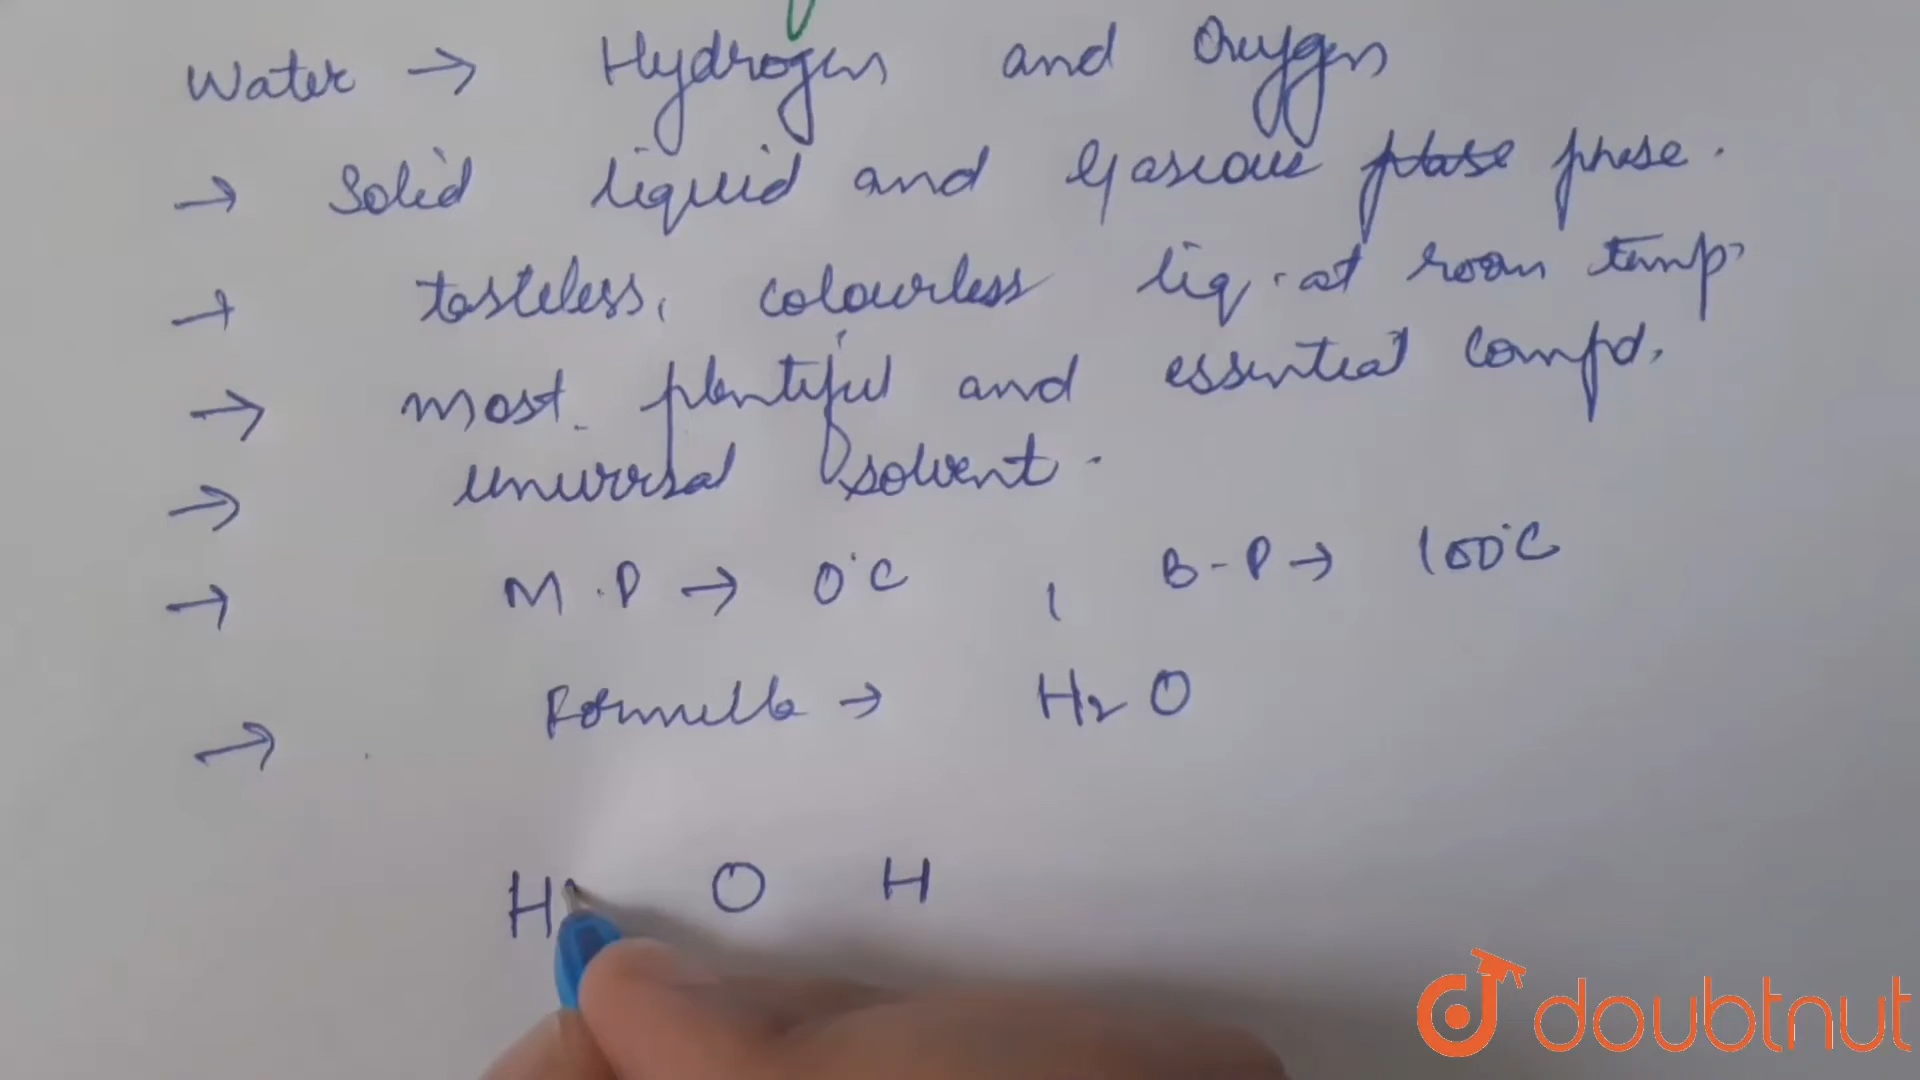 Water → Hydrogen and Oxygen
→ Solid liquid and Gaseous phase phase.
→ tasteless, colourless liq. at room temp.
→ most plentiful and essential compd.
→ universal solvent.
→ M.P → 0°C , B-P → 100°C
→ Formulla → H2O
H O H
doubtnut